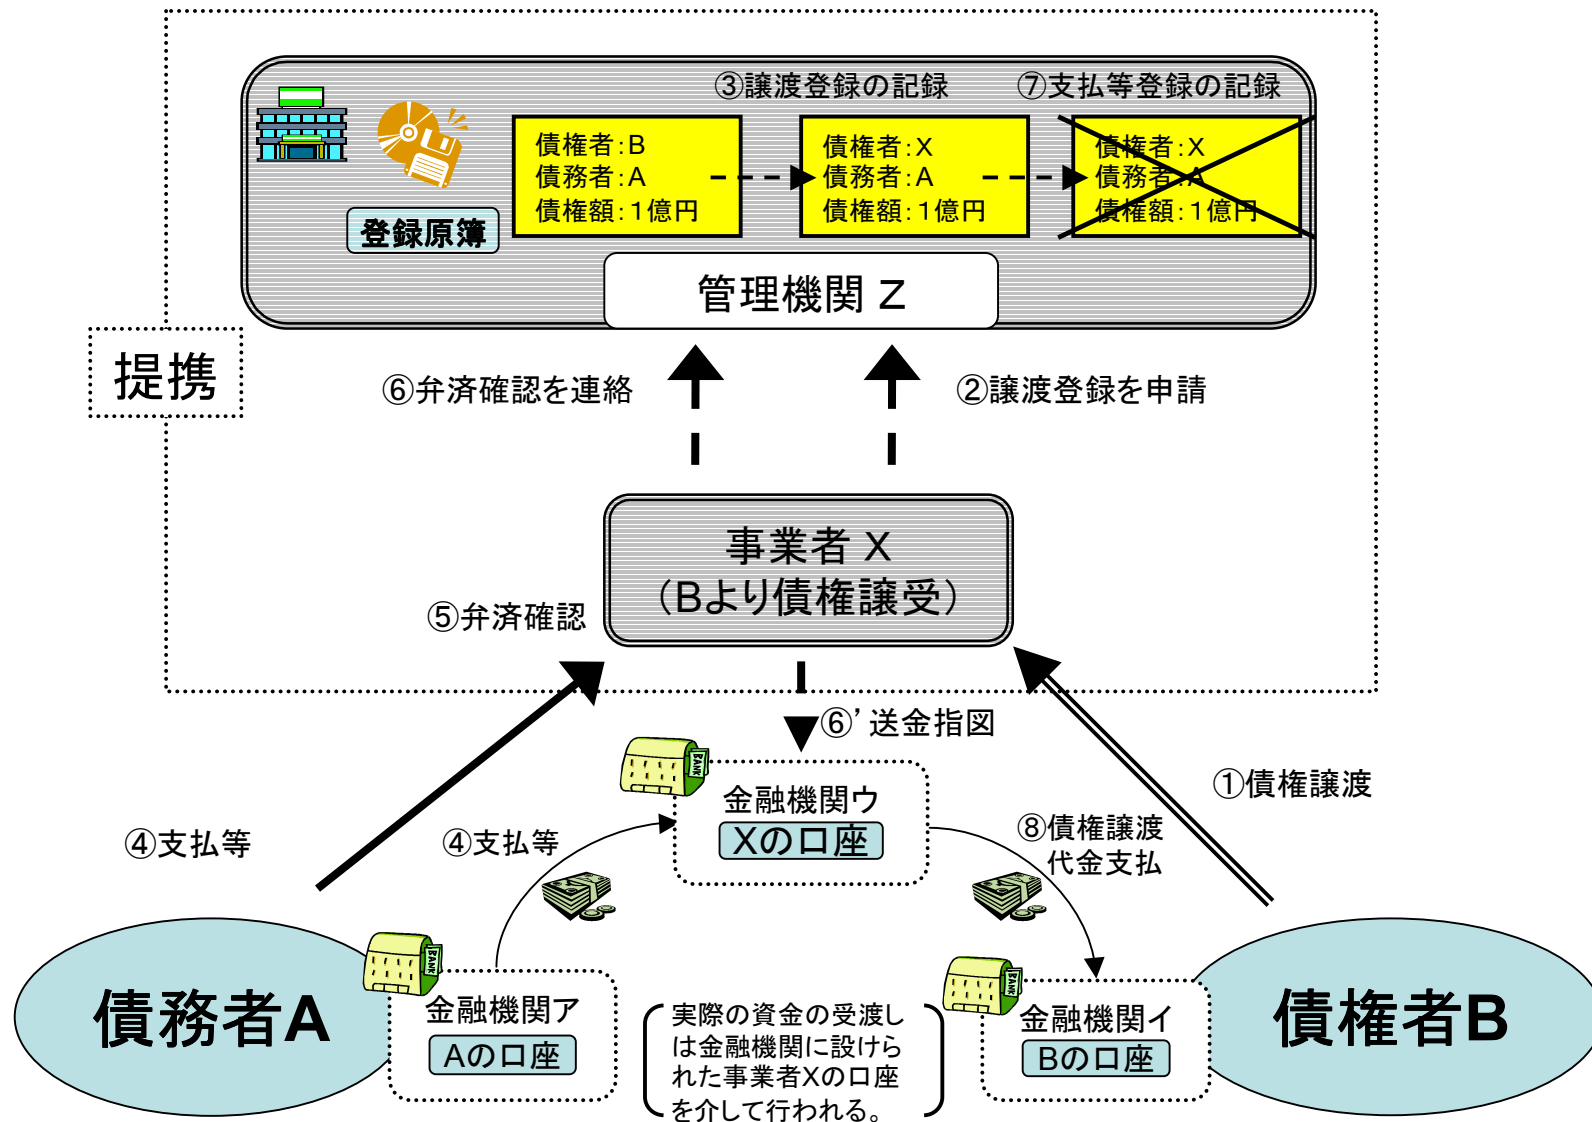 ③譲渡登録の記録
⑦支払等登録の記録
債権者：B
債務者：A
債権額：１億円
債権者：X
債務者：A
債権額：１億円
債権者：X
債務者：A
債権額：１億円
登録原簿
管理機関 Z
提携
⑥弁済確認を連絡
②譲渡登録を申請
事業者 X
（Bより債権譲受）
⑤弁済確認
⑥’送金指図
①債権譲渡
BANK
金融機関ウ
Xの口座
④支払等
④支払等
⑧債権譲渡
代金支払
債務者A
BANK
金融機関ア
Aの口座
実際の資金の受渡し
は金融機関に設けら
れた事業者Xの口座
を介して行われる。
BANK
金融機関イ
Bの口座
債権者B